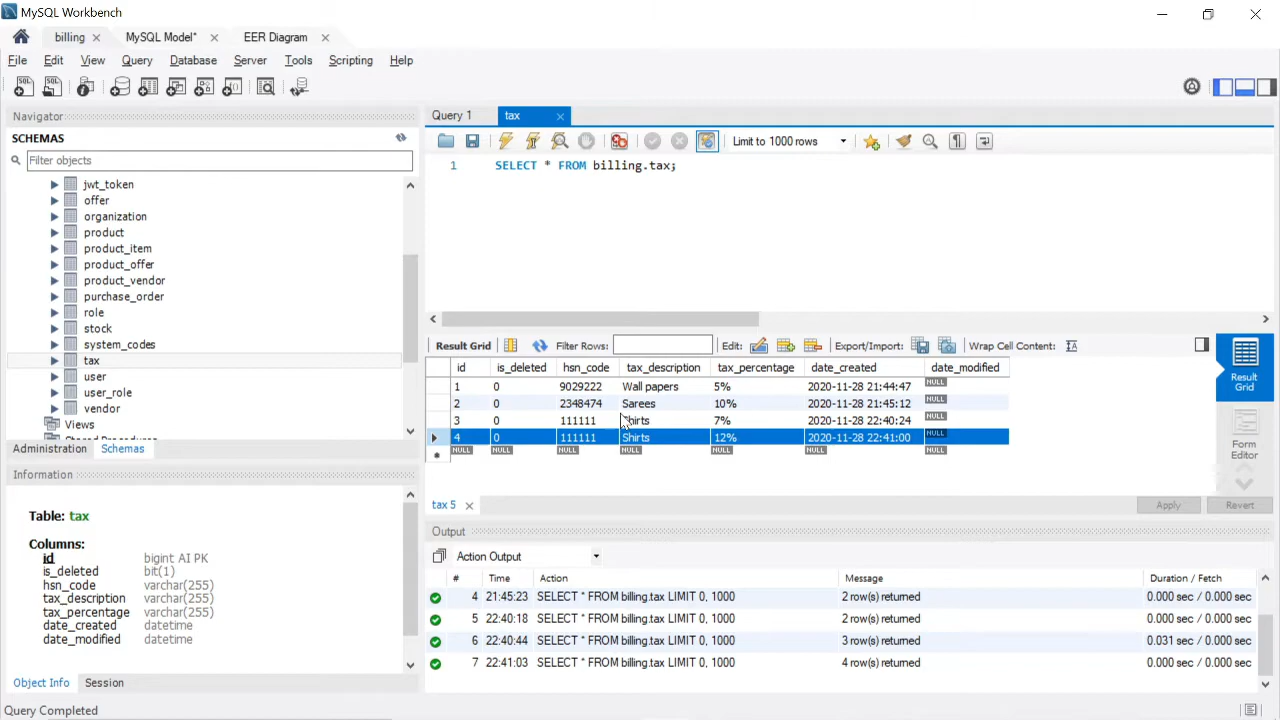 MySQL Workbench
billing MySQL Model* EER Diagram
File Edit View Query Database Server Tools Scripting Help
Navigator
SCHEMAS
Filter objects
jwt_token
offer
organization
product
product_item
product_offer
product_vendor
purchase_order
role
stock
system_codes
tax
user
user_role
vendor
Views
Administration Schemas
Information
Table: tax
Columns:
id bigint AI PK
is_deleted bit(1)
hsn_code varchar(255)
tax_description varchar(255)
tax_percentage varchar(255)
date_created datetime
date_modified datetime
Object Info Session
Query 1 tax
Limit to 1000 rows
1 SELECT * FROM billing.tax;
Result Grid Filter Rows: Edit: Export/Import: Wrap Cell Content:
id is_deleted hsn_code tax_description tax_percentage date_created date_modified
1 0 9029222 Wall papers 5% 2020-11-28 21:44:47 NULL
2 0 2348474 Sarees 10% 2020-11-28 21:45:12 NULL
3 0 111111 Shirts 7% 2020-11-28 22:40:24 NULL
4 0 111111 Shirts 12% 2020-11-28 22:41:00 NULL
NULL NULL NULL NULL NULL NULL NULL
Result
Grid
Form
Editor
tax 5 Apply Revert
Output
Action Output
# Time Action Message Duration / Fetch
4 21:45:23 SELECT * FROM billing.tax LIMIT 0, 1000 2 row(s) returned 0.000 sec / 0.000 sec
5 22:40:18 SELECT * FROM billing.tax LIMIT 0, 1000 2 row(s) returned 0.000 sec / 0.000 sec
6 22:40:44 SELECT * FROM billing.tax LIMIT 0, 1000 3 row(s) returned 0.031 sec / 0.000 sec
7 22:41:03 SELECT * FROM billing.tax LIMIT 0, 1000 4 row(s) returned 0.000 sec / 0.000 sec
Query Completed